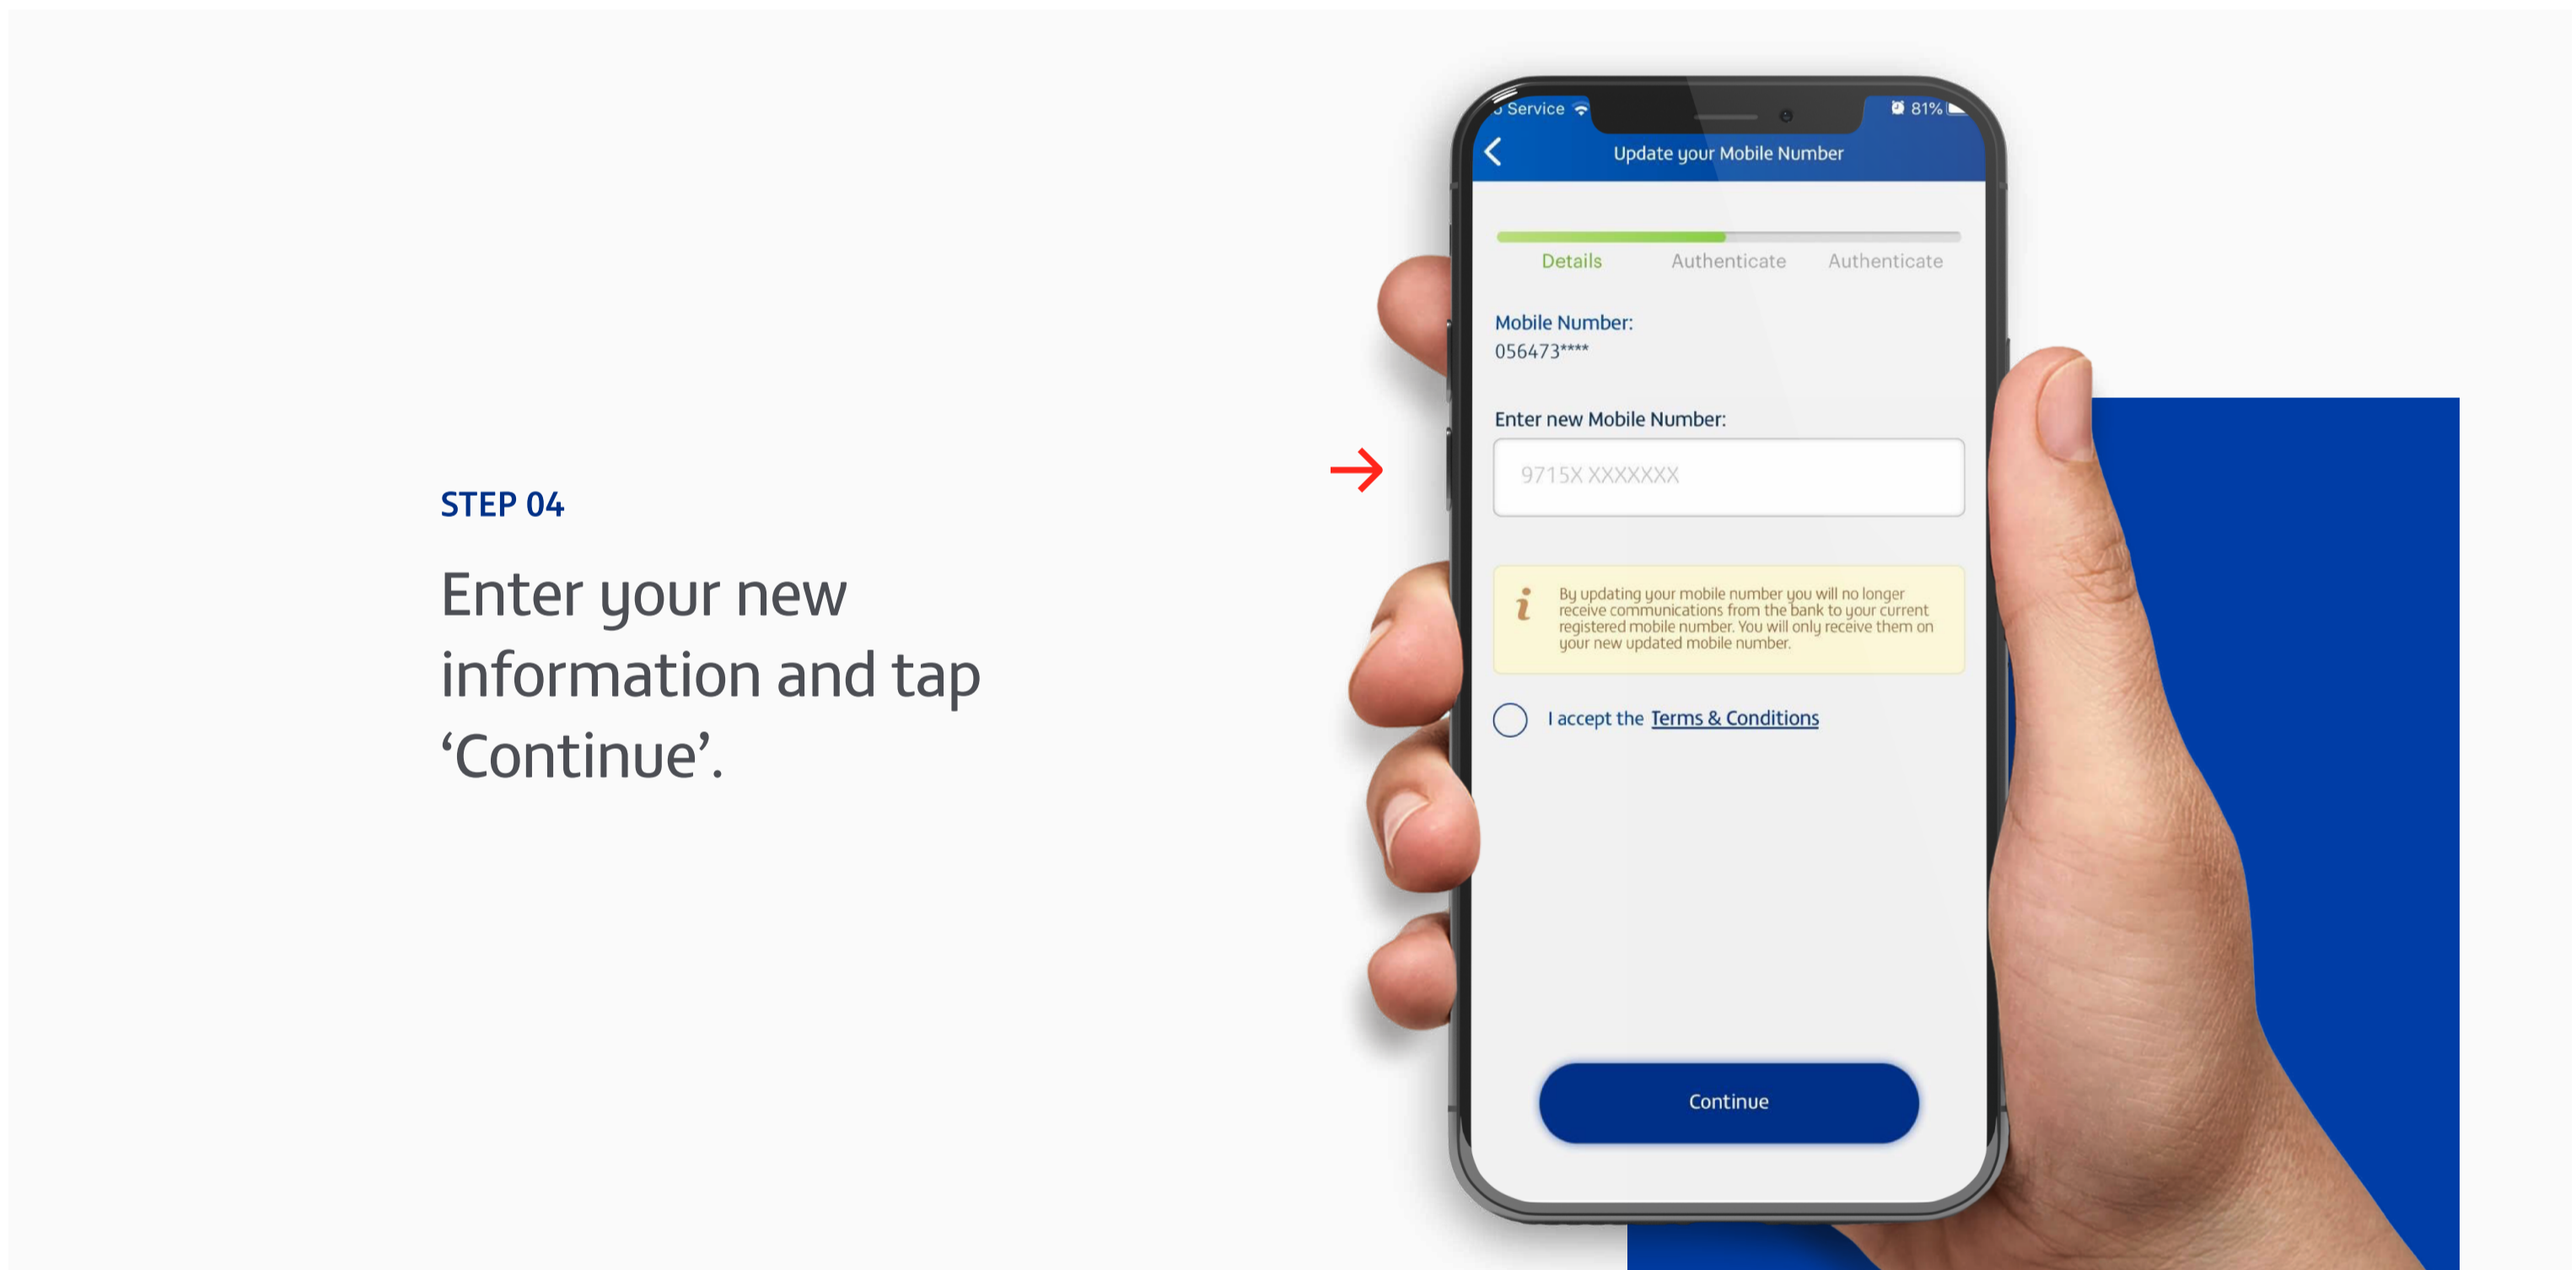 STEP 04
Enter your new
information and tap
‘Continue’.
Service 81%
Update your Mobile Number
Details Authenticate Authenticate
Mobile Number:
056473****
Enter new Mobile Number:
9715X XXXXXXX
i
By updating your mobile number you will no longer
receive communications from the bank to your current
registered mobile number. You will only receive them on
your new updated mobile number.
I accept the Terms & Conditions
Continue